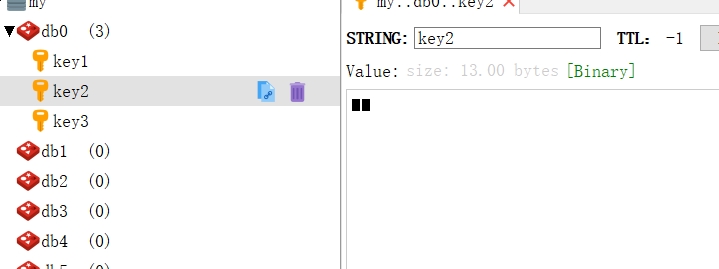 my
db0 (3)
key1
key2
key3
db1 (0)
db2 (0)
db3 (0)
db4 (0)
my..db0..key2
STRING: key2 TTL: -1
Value: size: 13.00 bytes [Binary]